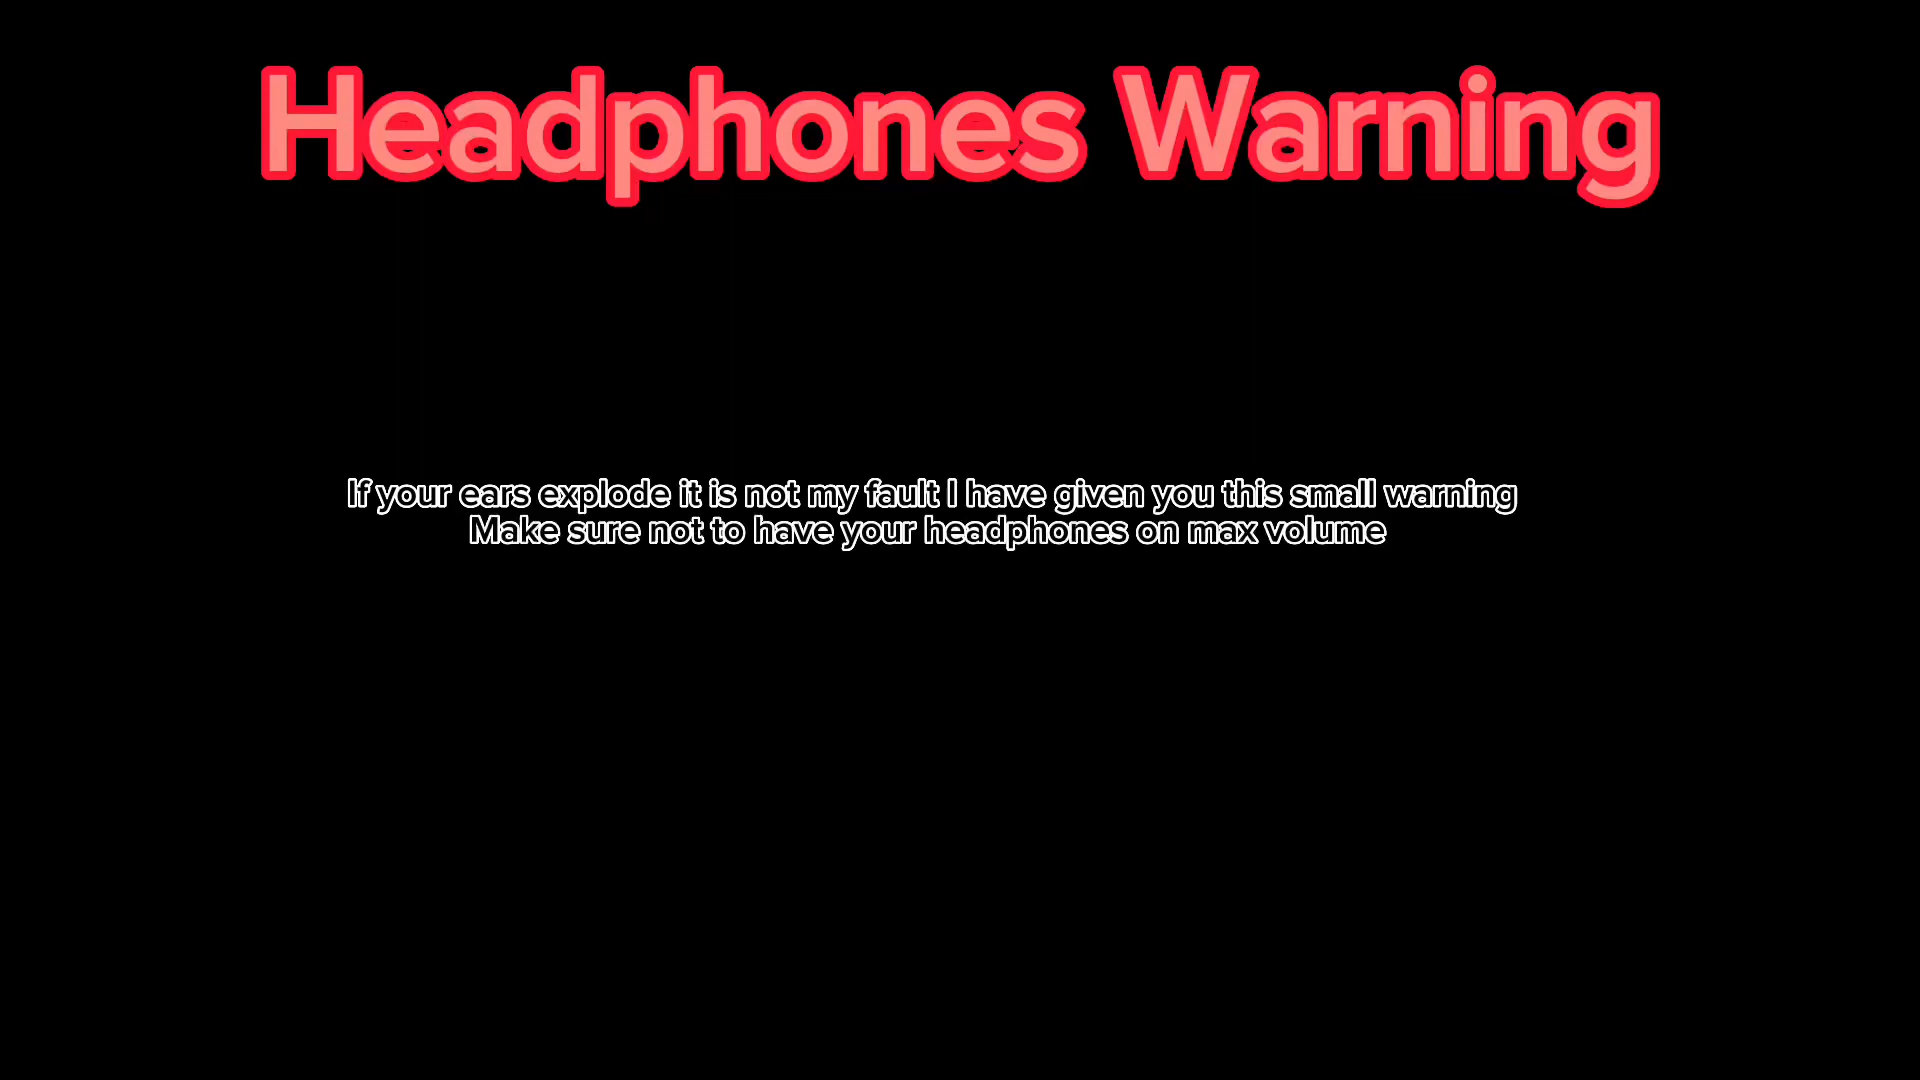 Headphones Warning
If your ears explode it is not my fault I have given you this small warning
Make sure not to have your headphones on max volume